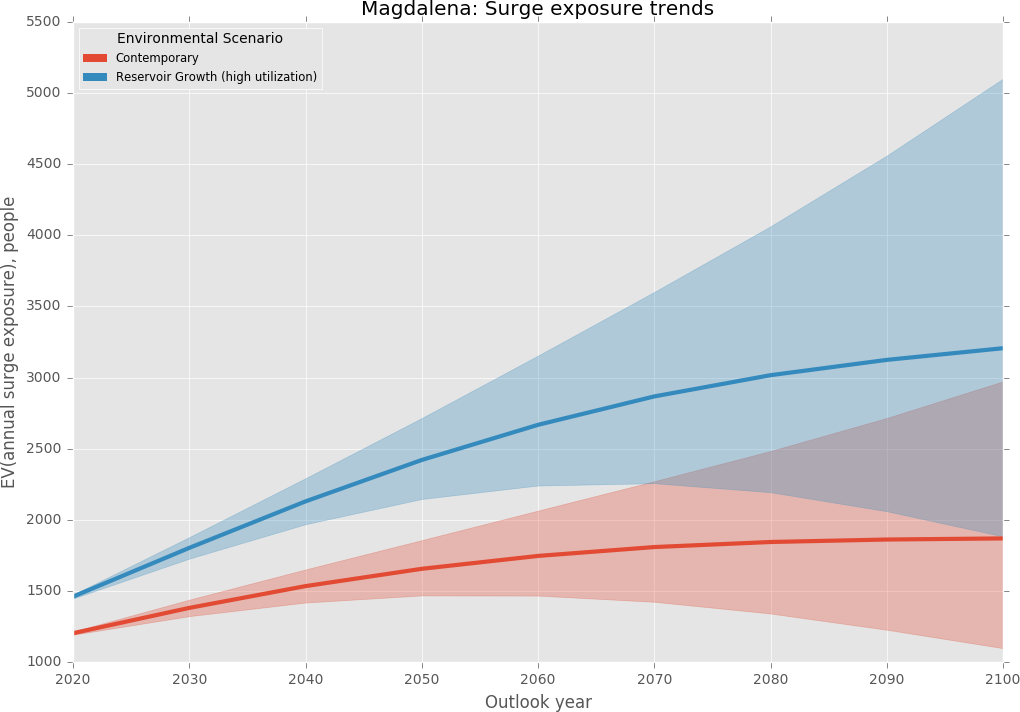 Magdalena: Surge exposure trends
Environmental Scenario
Contemporary
Reservoir Growth (high utilization)
EV(annual surge exposure), people
5500
5000
4500
4000
3500
3000
2500
2000
1500
1000
2020 2030 2040 2050 2060 2070 2080 2090 2100
Outlook year